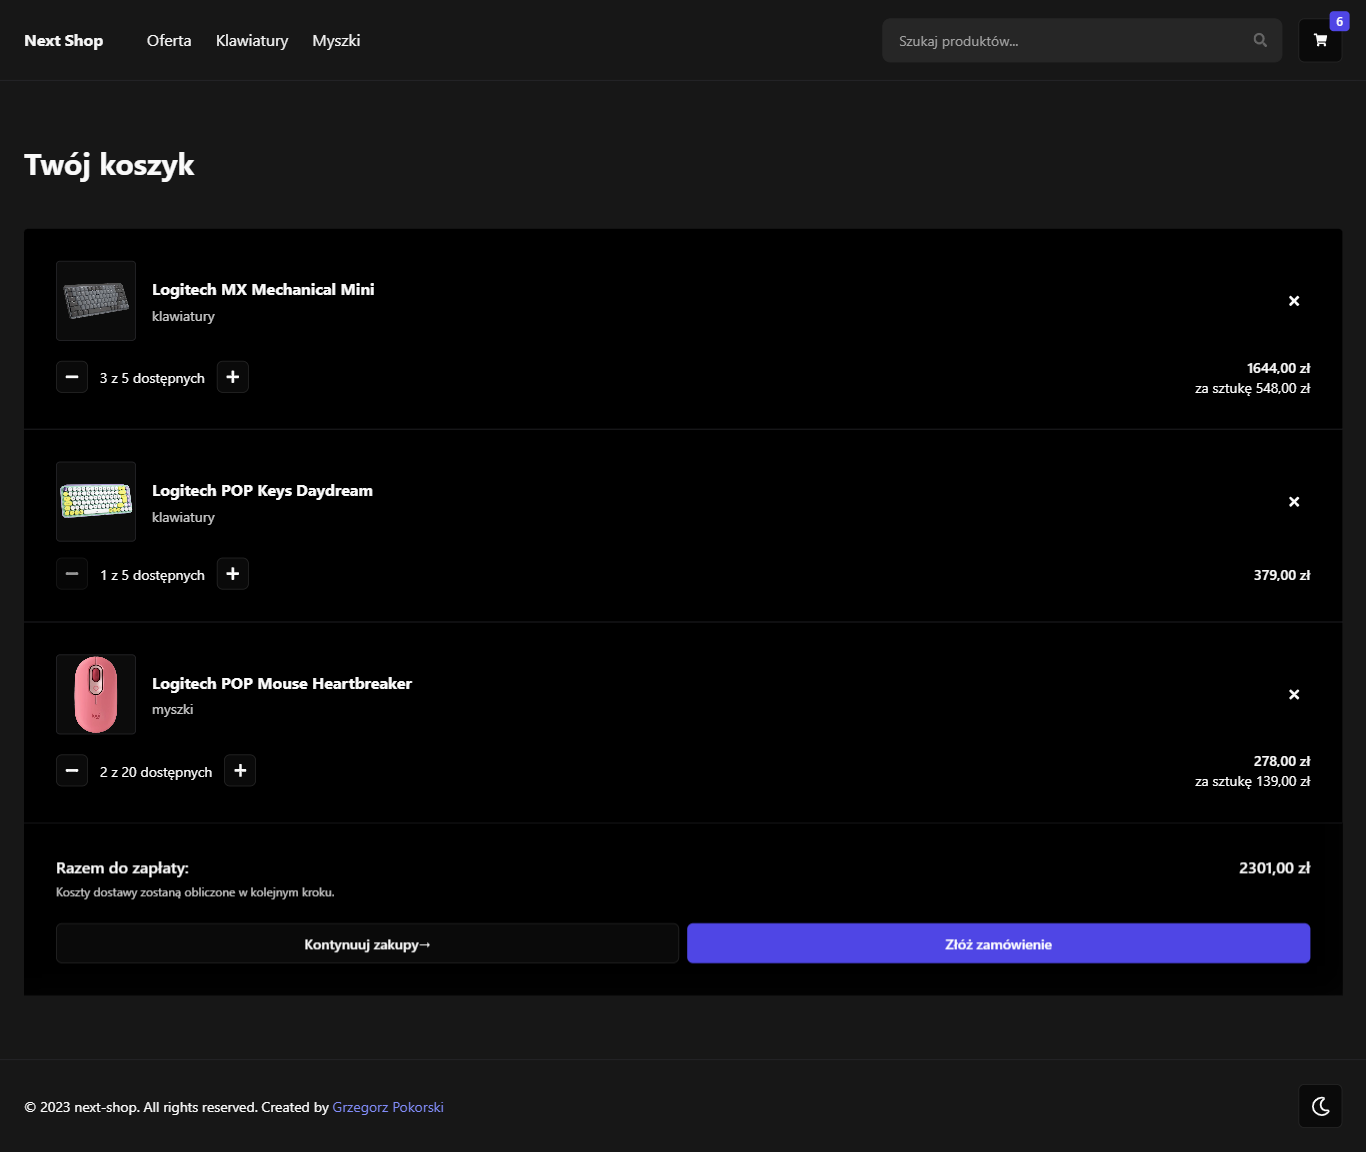 Next Shop
Oferta
Klawiatury
Myszki
Szukaj produktów...
6
Twój koszyk
Logitech MX Mechanical Mini
klawiatury
3 z 5 dostępnych
1644,00 zł
za sztukę 548,00 zł
Logitech POP Keys Daydream
klawiatury
1 z 5 dostępnych
379,00 zł
Logitech POP Mouse Heartbreaker
myszki
2 z 20 dostępnych
278,00 zł
za sztukę 139,00 zł
Razem do zapłaty:
2301,00 zł
Koszty dostawy zostaną obliczone w kolejnym kroku.
Kontynuuj zakupy→
Złóż zamówienie
© 2023 next-shop. All rights reserved. Created by Grzegorz Pokorski